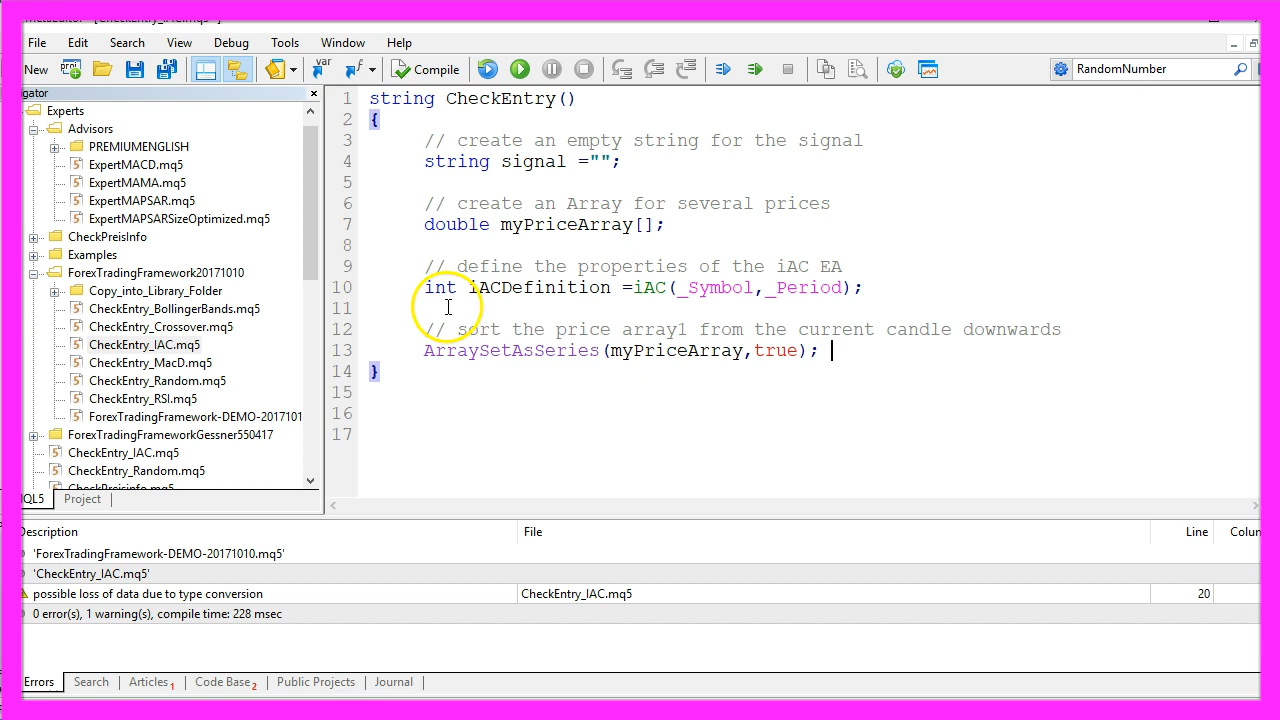 MetaEditor - [CheckEntry_IAC.mq5 *]
File Edit Search View Debug Tools Window Help
New Compile RandomNumber
gator
Experts
Advisors
PREMIUMENGLISH
ExpertMACD.mq5
ExpertMAMA.mq5
ExpertMAPSAR.mq5
ExpertMAPSARSizeOptimized.mq5
CheckPreisInfo
Examples
ForexTradingFramework20171010
Copy_into_Library_Folder
CheckEntry_BollingerBands.mq5
CheckEntry_Crossover.mq5
CheckEntry_IAC.mq5
CheckEntry_MacD.mq5
CheckEntry_Random.mq5
CheckEntry_RSI.mq5
ForexTradingFramework-DEMO-2017101
ForexTradingFrameworkGessner550417
CheckEntry_IAC.mq5
CheckEntry_Random.mq5
CheckPreisinfo.mq5
MQL5 Project
1 string CheckEntry()
2 {
3 // create an empty string for the signal
4 string signal ="";
5
6 // create an Array for several prices
7 double myPriceArray[];
8
9 // define the properties of the iAC EA
10 int iACDefinition =iAC(_Symbol,_Period);
11
12 // sort the price array1 from the current candle downwards
13 ArraySetAsSeries(myPriceArray,true);
14 }
15
16
17
Description File Line Colun
'ForexTradingFramework-DEMO-20171010.mq5'
'CheckEntry_IAC.mq5'
possible loss of data due to type conversion CheckEntry_IAC.mq5 20
0 error(s), 1 warning(s), compile time: 228 msec
Errors Search Articles 1 Code Base 2 Public Projects Journal